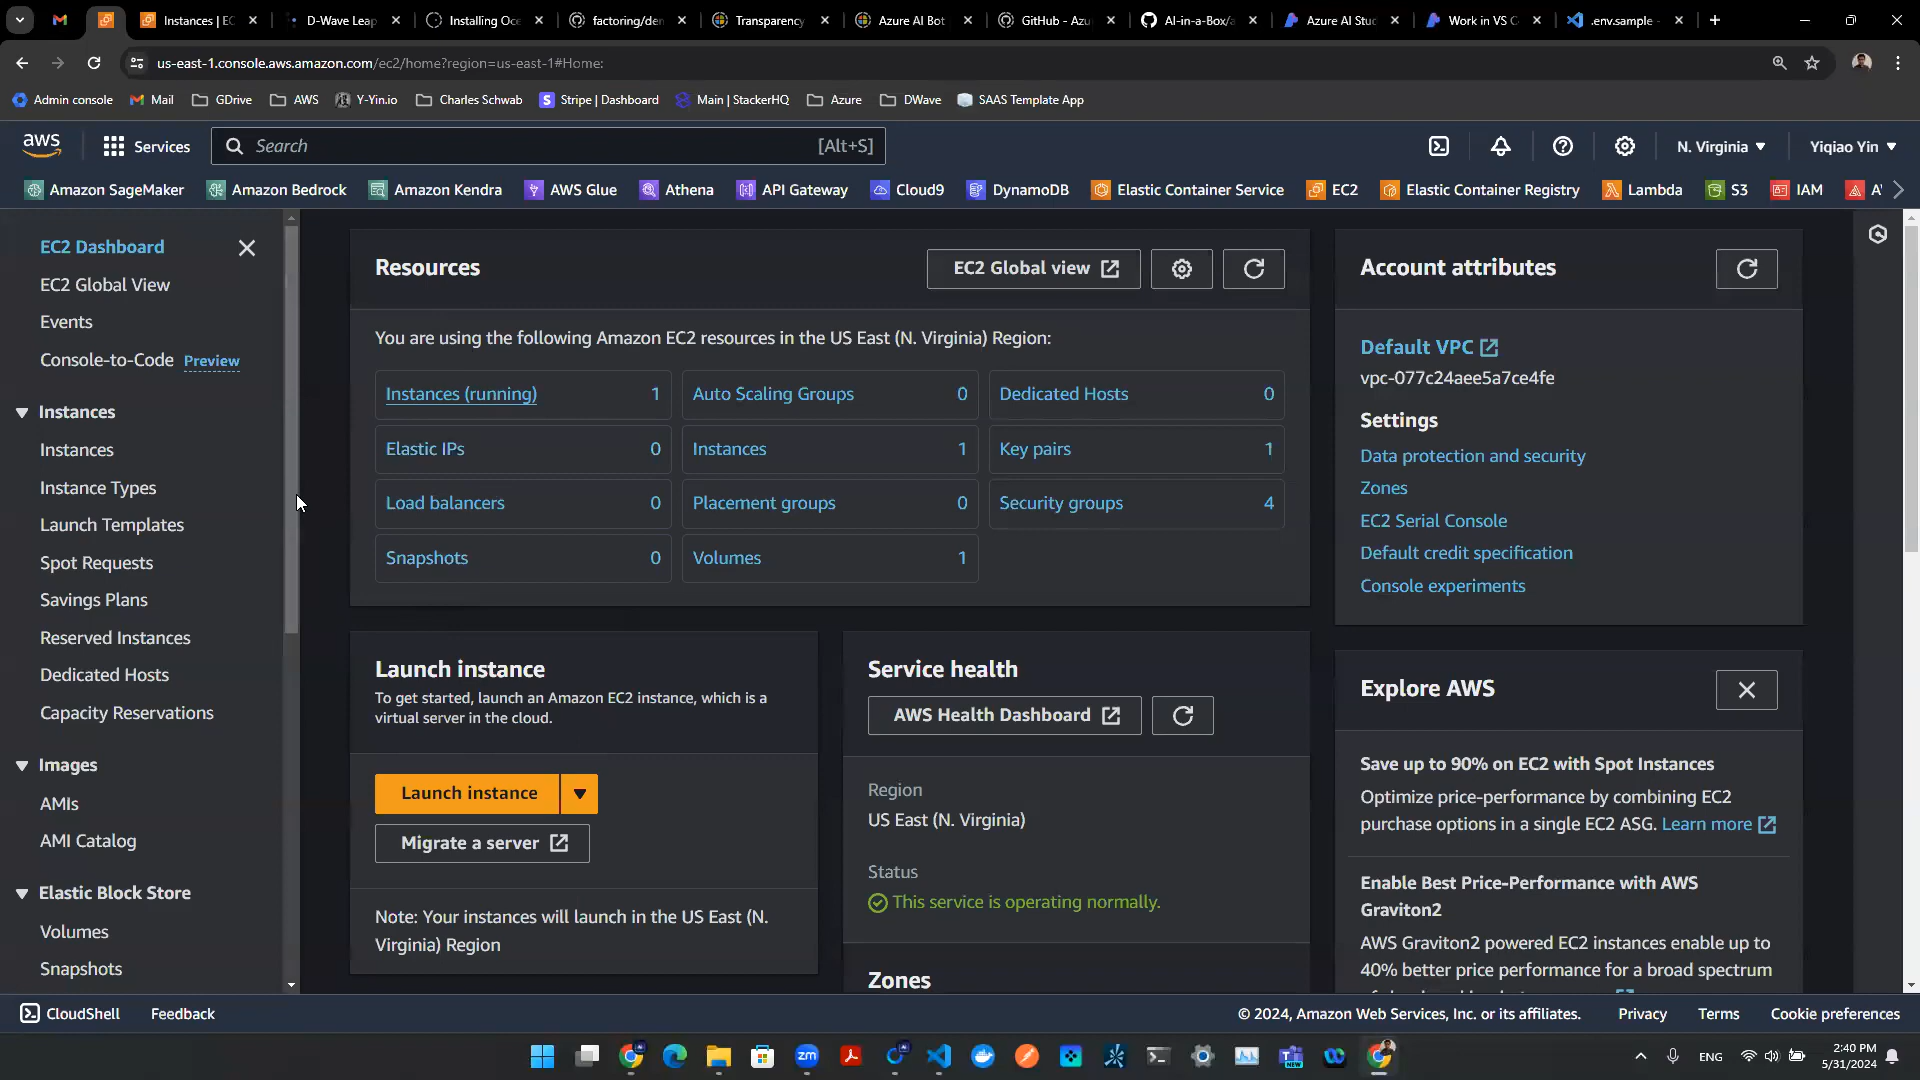 Instances | EC
D-Wave Leap
Installing Oce
factoring/den
Transparency
Azure AI Bot
GitHub - Azu
AI-in-a-Box/a
Azure AI Stud
Work in VS C
.env.sample -
us-east-1.console.aws.amazon.com/ec2/home?region=us-east-1#Home:
Admin console
Mail
GDrive
AWS
Y-Yin.io
Charles Schwab
Stripe | Dashboard
Main | StackerHQ
Azure
DWave
SAAS Template App
aws
Services
Search
[Alt+S]
N. Virginia
Yiqiao Yin
Amazon SageMaker
Amazon Bedrock
Amazon Kendra
AWS Glue
Athena
API Gateway
Cloud9
DynamoDB
Elastic Container Service
EC2
Elastic Container Registry
Lambda
S3
IAM
EC2 Dashboard
EC2 Global View
Events
Console-to-Code Preview
Instances
Instances
Instance Types
Launch Templates
Spot Requests
Savings Plans
Reserved Instances
Dedicated Hosts
Capacity Reservations
Images
AMIs
AMI Catalog
Elastic Block Store
Volumes
Snapshots
Resources
EC2 Global view
You are using the following Amazon EC2 resources in the US East (N. Virginia) Region:
Instances (running) 1
Auto Scaling Groups 0
Dedicated Hosts 0
Elastic IPs 0
Instances 1
Key pairs 1
Load balancers 0
Placement groups 0
Security groups 4
Snapshots 0
Volumes 1
Launch instance
To get started, launch an Amazon EC2 instance, which is a
virtual server in the cloud.
Launch instance
Migrate a server
Note: Your instances will launch in the US East (N.
Virginia) Region
Service health
AWS Health Dashboard
Region
US East (N. Virginia)
Status
This service is operating normally.
Zones
Account attributes
Default VPC
vpc-077c24aee5a7ce4fe
Settings
Data protection and security
Zones
EC2 Serial Console
Default credit specification
Console experiments
Explore AWS
Save up to 90% on EC2 with Spot Instances
Optimize price-performance by combining EC2
purchase options in a single EC2 ASG. Learn more
Enable Best Price-Performance with AWS
Graviton2
AWS Graviton2 powered EC2 instances enable up to
40% better price performance for a broad spectrum
CloudShell
Feedback
© 2024, Amazon Web Services, Inc. or its affiliates.
Privacy
Terms
Cookie preferences
ENG
2:40 PM
5/31/2024